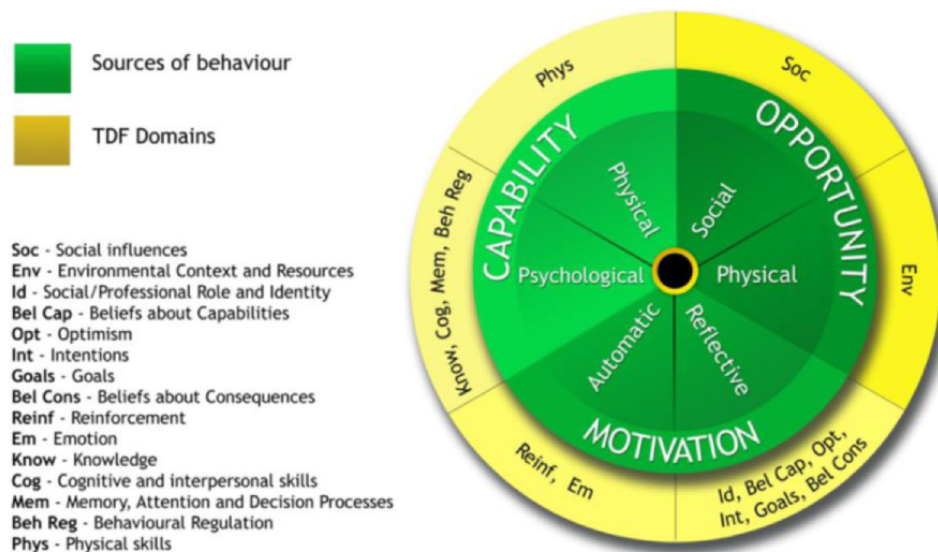 Sources of behaviour
TDF Domains
Soc - Social influences
Env - Environmental Context and Resources
Id - Social/Professional Role and Identity
Bel Cap - Beliefs about Capabilities
Opt - Optimism
Int - Intentions
Goals - Goals
Bel Cons - Beliefs about Consequences
Reinf - Reinforcement
Em - Emotion
Know - Knowledge
Cog - Cognitive and interpersonal skills
Mem - Memory, Attention and Decision Processes
Beh Reg - Behavioural Regulation
Phys - Physical skills
Phys
Soc
Env
Id, Bel Cap, Opt,
Int, Goals, Bel Cons
Reinf, Em
Know, Cog, Mem, Beh Reg
CAPABILITY
OPPORTUNITY
MOTIVATION
Physical
Social
Physical
Reflective
Automatic
Psychological